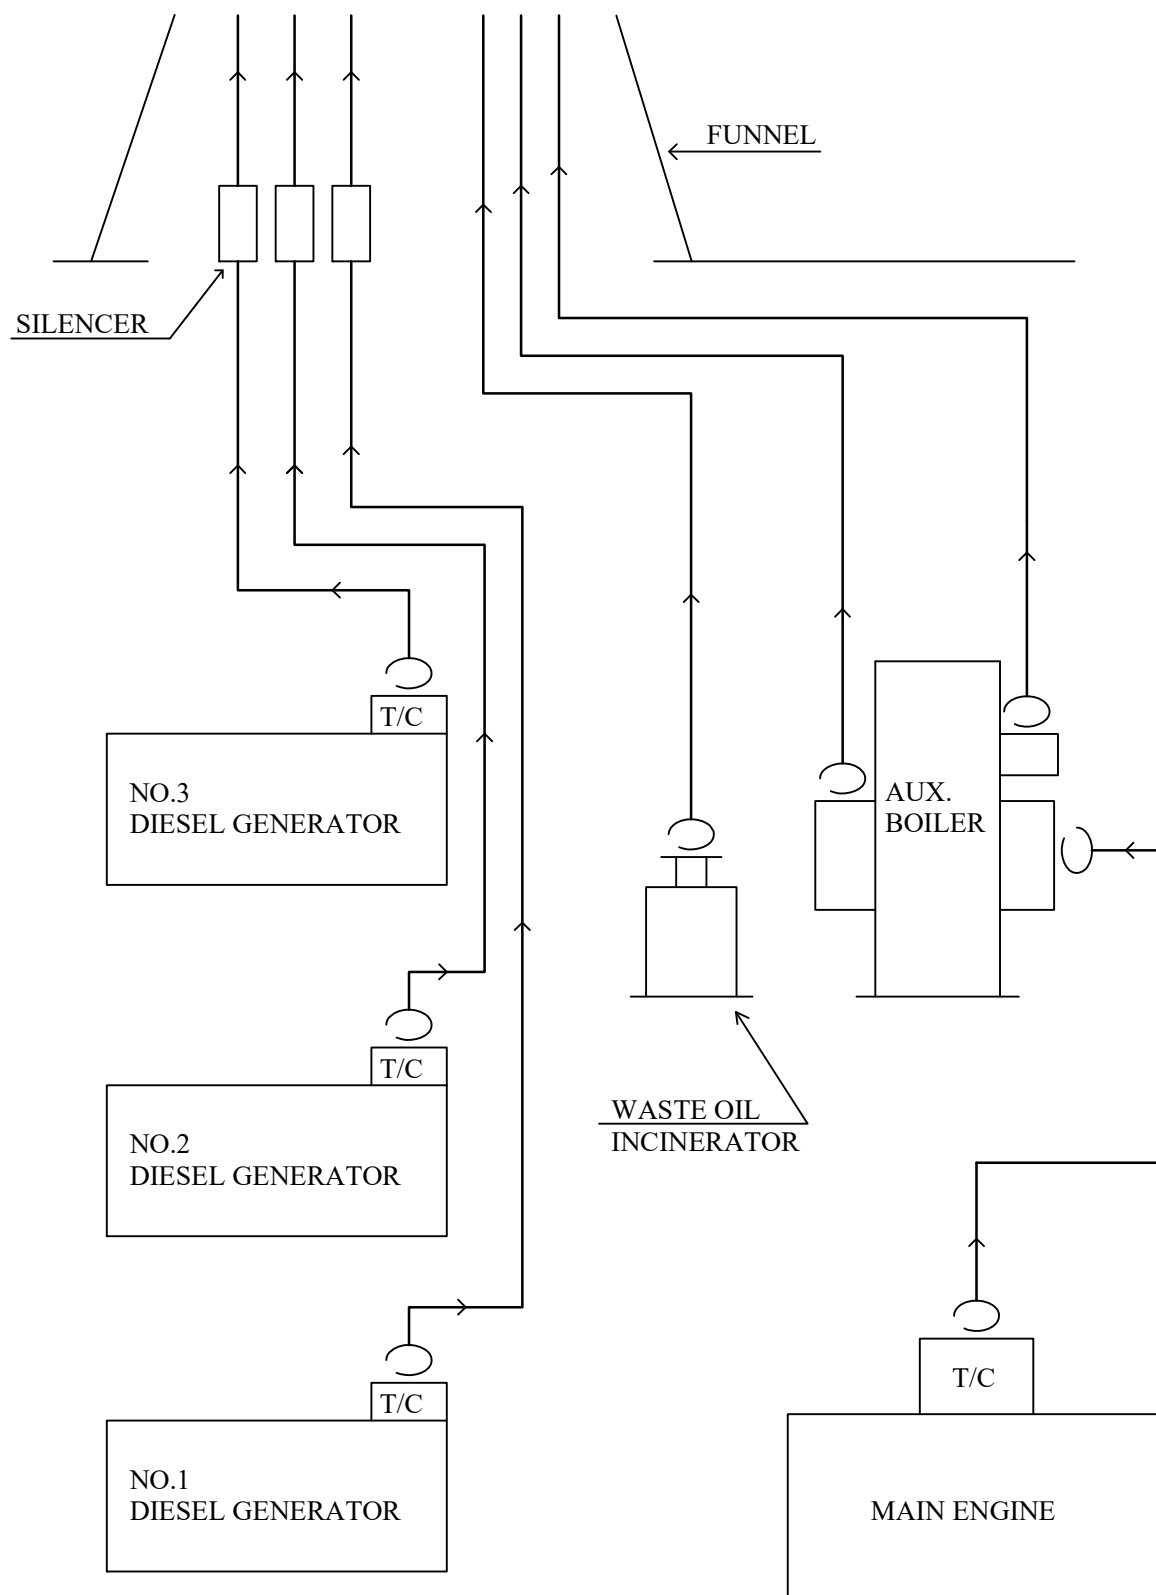 FUNNEL
SILENCER
T/C
NO.3
DIESEL GENERATOR
AUX.
BOILER
T/C
NO.2
DIESEL GENERATOR
WASTE OIL
INCINERATOR
T/C
NO.1
DIESEL GENERATOR
T/C
MAIN ENGINE